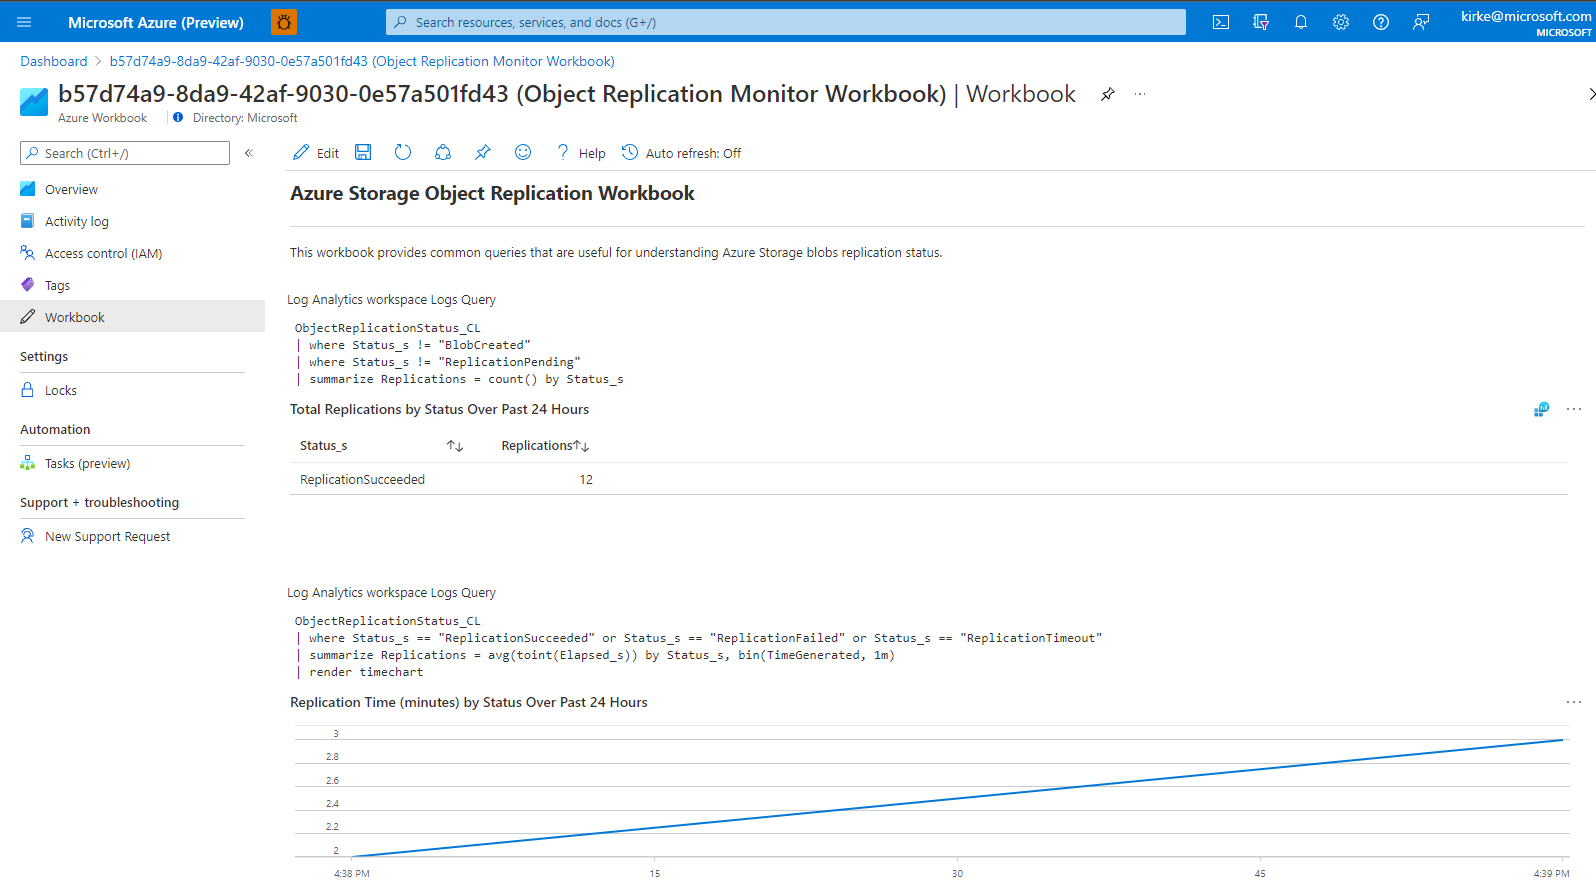 Microsoft Azure (Preview)
Search resources, services, and docs (G+/)
kirke@microsoft.com
MICROSOFT
Dashboard > b57d74a9-8da9-42af-9030-0e57a501fd43 (Object Replication Monitor Workbook)
b57d74a9-8da9-42af-9030-0e57a501fd43 (Object Replication Monitor Workbook) | Workbook
Azure Workbook
Directory: Microsoft
Search (Ctrl+/)
Overview
Activity log
Access control (IAM)
Tags
Workbook
Settings
Locks
Automation
Tasks (preview)
Support + troubleshooting
New Support Request
Edit
Help
Auto refresh: Off
Azure Storage Object Replication Workbook
This workbook provides common queries that are useful for understanding Azure Storage blobs replication status.
Log Analytics workspace Logs Query
ObjectReplicationStatus_CL
| where Status_s != "BlobCreated"
| where Status_s != "ReplicationPending"
| summarize Replications = count() by Status_s
Total Replications by Status Over Past 24 Hours
Status_s Replications
ReplicationSucceeded 12
Log Analytics workspace Logs Query
ObjectReplicationStatus_CL
| where Status_s == "ReplicationSucceeded" or Status_s == "ReplicationFailed" or Status_s == "ReplicationTimeout"
| summarize Replications = avg(toint(Elapsed_s)) by Status_s, bin(TimeGenerated, 1m)
| render timechart
Replication Time (minutes) by Status Over Past 24 Hours
3
2.8
2.6
2.4
2.2
2
4:38 PM 15 30 45 4:39 PM